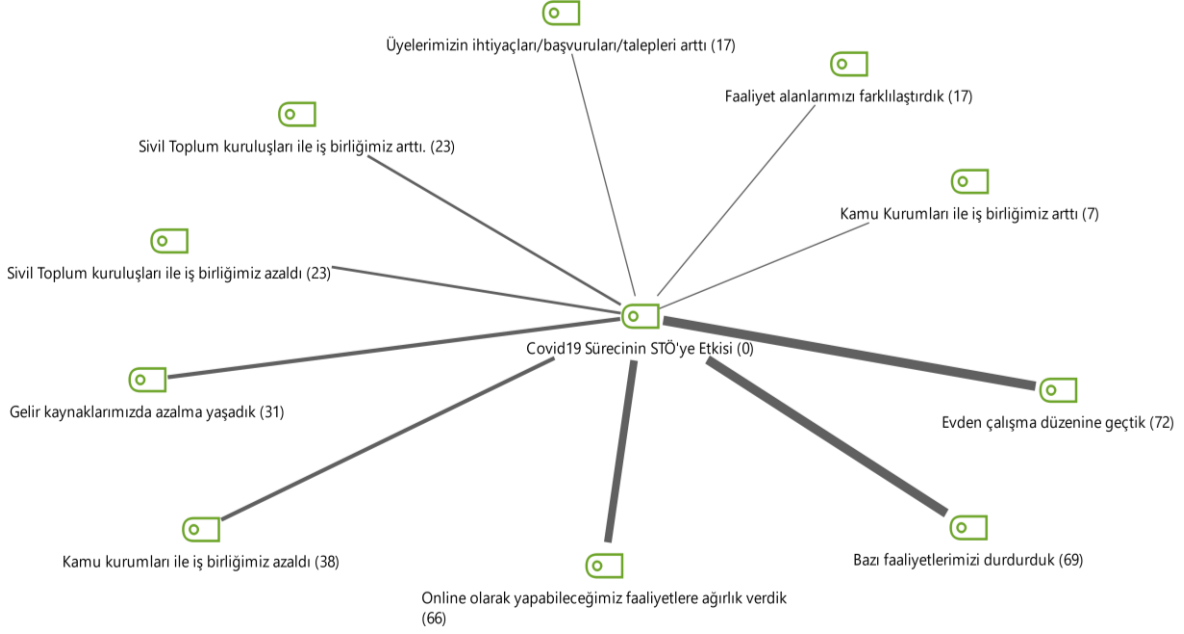 Üyelerimizin ihtiyaçları/başvuruları/talepleri arttı (17)
Faaliyet alanlarımızı farklılaştırdık (17)
Sivil Toplum kuruluşları ile iş birliğimiz arttı. (23)
Kamu Kurumları ile iş birliğimiz arttı (7)
Sivil Toplum kuruluşları ile iş birliğimiz azaldı (23)
Covid19 Sürecinin STÖ'ye Etkisi (0)
Gelir kaynaklarımızda azalma yaşadık (31)
Evden çalışma düzenine geçtik (72)
Kamu kurumları ile iş birliğimiz azaldı (38)
Bazı faaliyetlerimizi durdurduk (69)
Online olarak yapabileceğimiz faaliyetlere ağırlık verdik
(66)